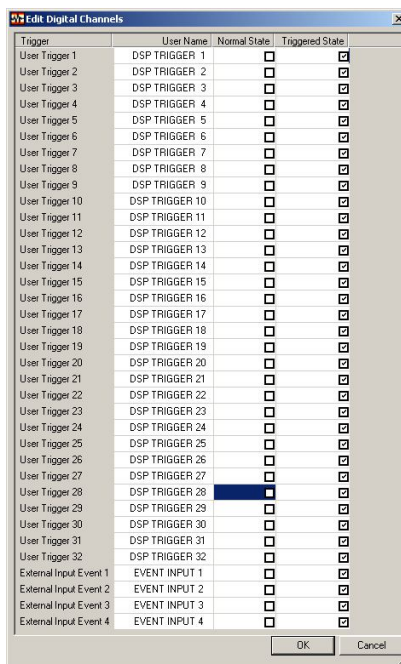 Edit Digital Channels
Trigger User Name Normal State Triggered State
User Trigger 1 DSP TRIGGER 1
User Trigger 2 DSP TRIGGER 2
User Trigger 3 DSP TRIGGER 3
User Trigger 4 DSP TRIGGER 4
User Trigger 5 DSP TRIGGER 5
User Trigger 6 DSP TRIGGER 6
User Trigger 7 DSP TRIGGER 7
User Trigger 8 DSP TRIGGER 8
User Trigger 9 DSP TRIGGER 9
User Trigger 10 DSP TRIGGER 10
User Trigger 11 DSP TRIGGER 11
User Trigger 12 DSP TRIGGER 12
User Trigger 13 DSP TRIGGER 13
User Trigger 14 DSP TRIGGER 14
User Trigger 15 DSP TRIGGER 15
User Trigger 16 DSP TRIGGER 16
User Trigger 17 DSP TRIGGER 17
User Trigger 18 DSP TRIGGER 18
User Trigger 19 DSP TRIGGER 19
User Trigger 20 DSP TRIGGER 20
User Trigger 21 DSP TRIGGER 21
User Trigger 22 DSP TRIGGER 22
User Trigger 23 DSP TRIGGER 23
User Trigger 24 DSP TRIGGER 24
User Trigger 25 DSP TRIGGER 25
User Trigger 26 DSP TRIGGER 26
User Trigger 27 DSP TRIGGER 27
User Trigger 28 DSP TRIGGER 28
User Trigger 29 DSP TRIGGER 29
User Trigger 30 DSP TRIGGER 30
User Trigger 31 DSP TRIGGER 31
User Trigger 32 DSP TRIGGER 32
External Input Event 1 EVENT INPUT 1
External Input Event 2 EVENT INPUT 2
External Input Event 3 EVENT INPUT 3
External Input Event 4 EVENT INPUT 4
OK Cancel